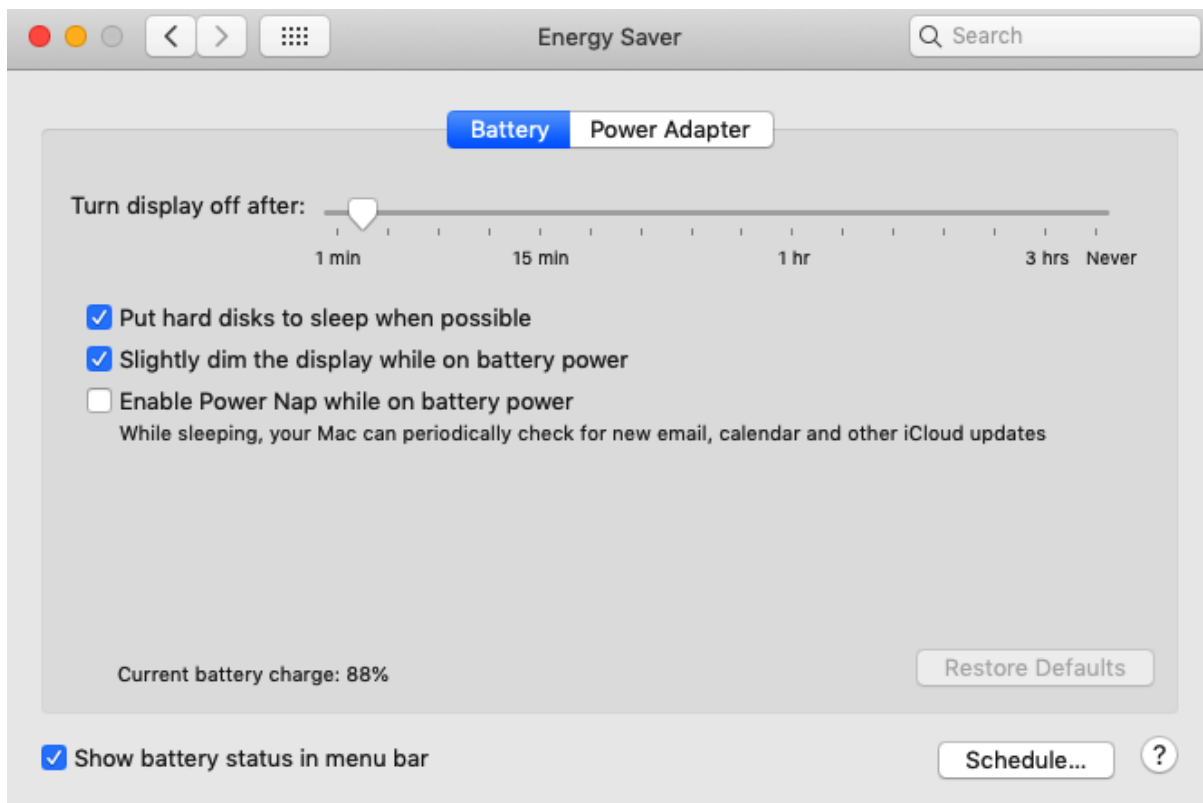 Energy Saver
Search
Battery
Power Adapter
Turn display off after:
1 min 15 min 1 hr 3 hrs Never
Put hard disks to sleep when possible
Slightly dim the display while on battery power
Enable Power Nap while on battery power
While sleeping, your Mac can periodically check for new email, calendar and other iCloud updates
Current battery charge: 88%
Restore Defaults
Show battery status in menu bar
Schedule...
?